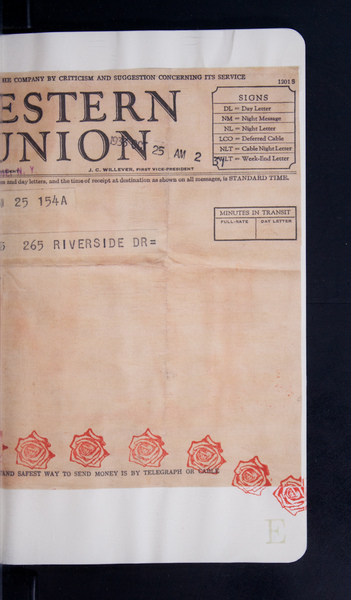 HE COMPANY BY CRITICISM AND SUGGESTION CONCERNING ITS SERVICE
1201S
ESTERN
UNION
J. C. WILLEVER, FIRST VICE-PRESIDENT
25 AM 2
SIGNS
DL = Day Letter
NM = Night Message
NL = Night Letter
LCO = Deferred Cable
NLT = Cable Night Letter
WLT = Week-End Letter
and day letters, and the time of receipt at destination as shown on all messages, is STANDARD TIME.
25 154A
MINUTES IN TRANSIT
FULL-RATE DAY LETTER
265 RIVERSIDE DR=
AND SAFEST WAY TO SEND MONEY IS BY TELEGRAPH OR CABLE
E